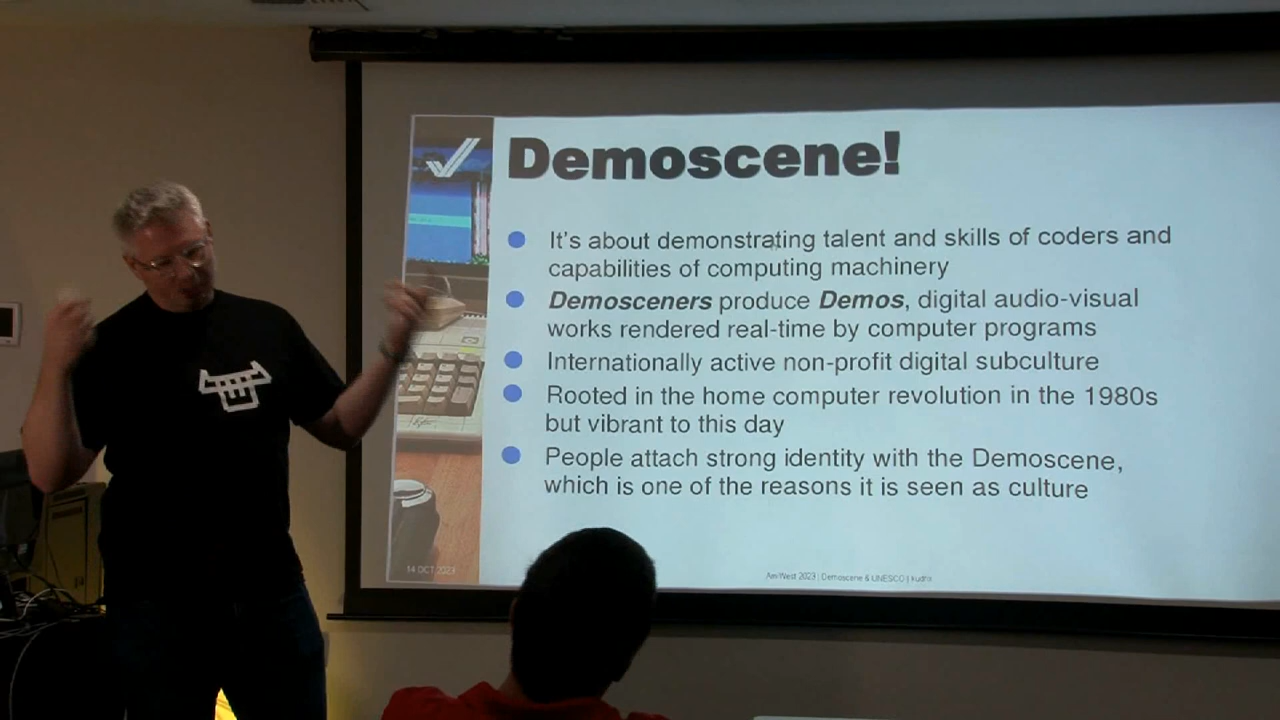 Demoscene!
It's about demonstrating talent and skills of coders and
capabilities of computing machinery
Demosceners produce Demos, digital audio-visual
works rendered real-time by computer programs
Internationally active non-profit digital subculture
Rooted in the home computer revolution in the 1980s
but vibrant to this day
People attach strong identity with the Demoscene,
which is one of the reasons it is seen as culture
14 OCT 2023
AmiWest 2023 | Demoscene & UNESCO | kudrix